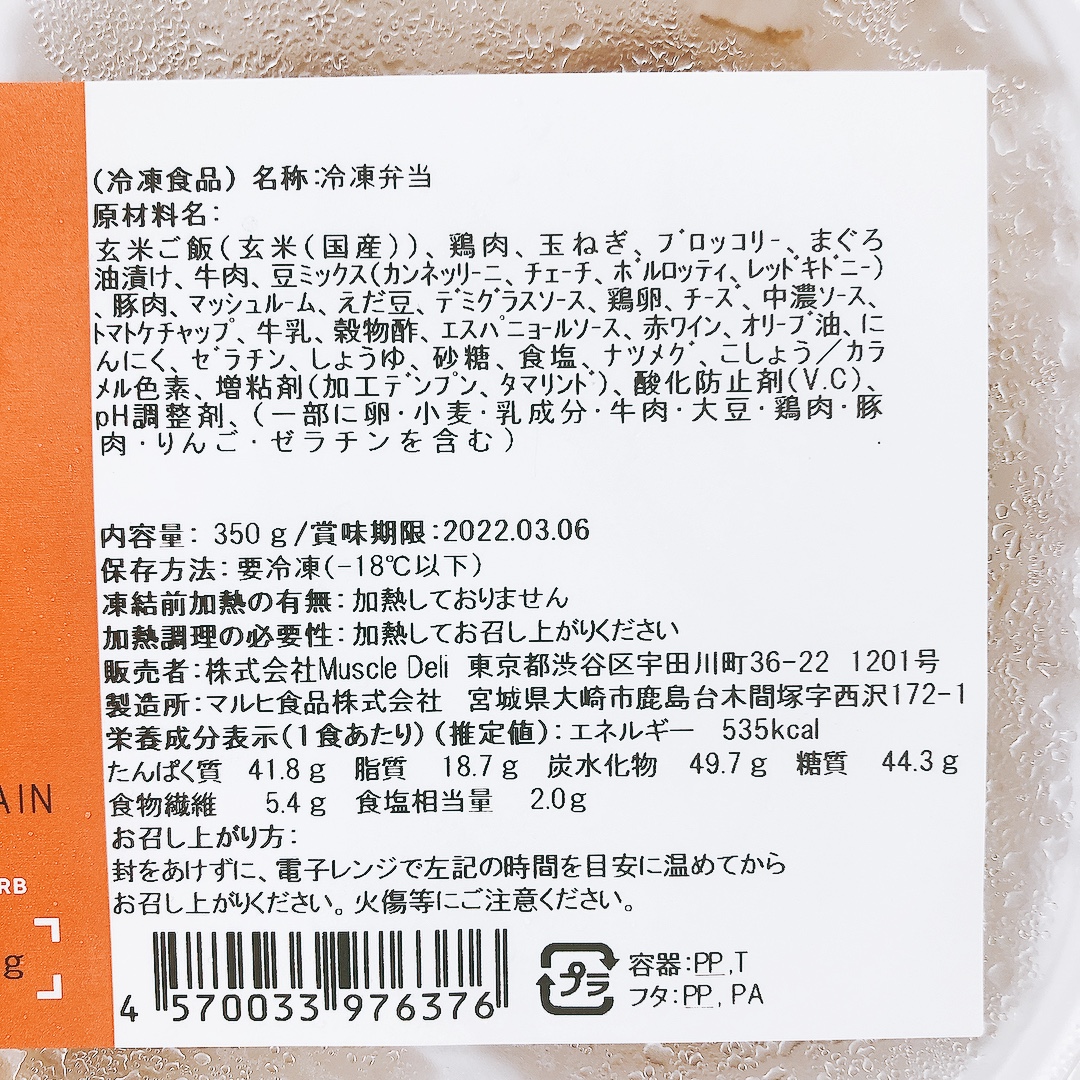 (冷凍食品) 名称:冷凍弁当
原材料名:
玄米ご飯(玄米(国産))、鶏肉、玉ねぎ、ブロッコリー、まぐろ
油漬け、牛肉、豆ミックス(カンネッリーニ、チェーチ、ボルロッティ、レッドキドニー)
、豚肉、マッシュルーム、えだ豆、デミグラスソース、鶏卵、チーズ、中濃ソース、
トマトケチャップ、牛乳、穀物酢、エスパニョールソース、赤ワイン、オリーブ油、に
んにく、ゼラチン、しょうゆ、砂糖、食塩、ナツメグ、こしょう/カラ
メル色素、増粘剤(加工デンプン、タマリンド)、酸化防止剤(V.C)、
pH調整剤、(一部に卵・小麦・乳成分・牛肉・大豆・鶏肉・豚
肉・りんご・ゼラチンを含む)
内容量: 350g/賞味期限:2022.03.06
保存方法:要冷凍(-18℃以下)
凍結前加熱の有無:加熱しておりません
加熱調理の必要性:加熱してお召し上がりください
販売者:株式会社Muscle Deli 東京都渋谷区宇田川町36-22 1201号
製造所:マルヒ食品株式会社 宮城県大崎市鹿島台木間塚字西沢172-1
栄養成分表示(1食あたり)(推定値):エネルギー 535kcal
たんぱく質 41.8g 脂質 18.7g 炭水化物 49.7g 糖質 44.3g
食物繊維 5.4g 食塩相当量 2.0g
お召し上がり方:
封をあけずに、電子レンジで左記の時間を目安に温めてから
お召し上がりください。火傷等にご注意ください。
4 570033 976376
プラ
容器:PP,T
フタ:PP, PA
AIN
RB
g